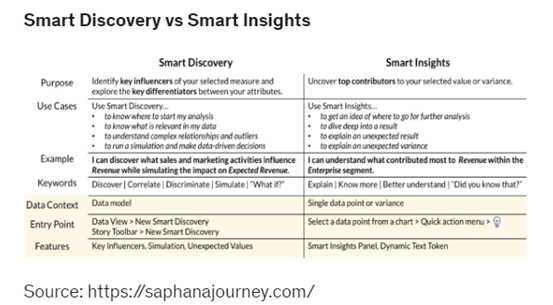 Smart Discovery vs Smart Insights
Smart Discovery
Smart Insights
Purpose
Identify key influencers of your selected measure and
explore the key differentiators between your attributes.
Uncover top contributors to your selected value or variance.
Use Cases
Use Smart Discovery...
• to know where to start my analysis
• to know what is relevant in my data
• to understand complex relationships and outliers
• to run a simulation and make data-driven decisions
Use Smart Insights...
• to get an idea of where to go for further analysis
• to dive deep into a result
• to explain an unexpected result
• to explain an unexpected variance
Example
I can discover what sales and marketing activities influence
Revenue while simulating the impact on Expected Revenue.
I can understand what contributed most to Revenue within the
Enterprise segment.
Keywords
Discover | Correlate | Discriminate | Simulate | "What if?"
Explain | Know more | Better understand | "Did you know that?"
Data Context
Data model
Single data point or variance
Entry Point
Data View > New Smart Discovery
Story Toolbar > New Smart Discovery
Select a data point from a chart > Quick action menu >
Features
Key Influencers, Simulation, Unexpected Values
Smart Insights Panel, Dynamic Text Token
Source: https://saphanajourney.com/